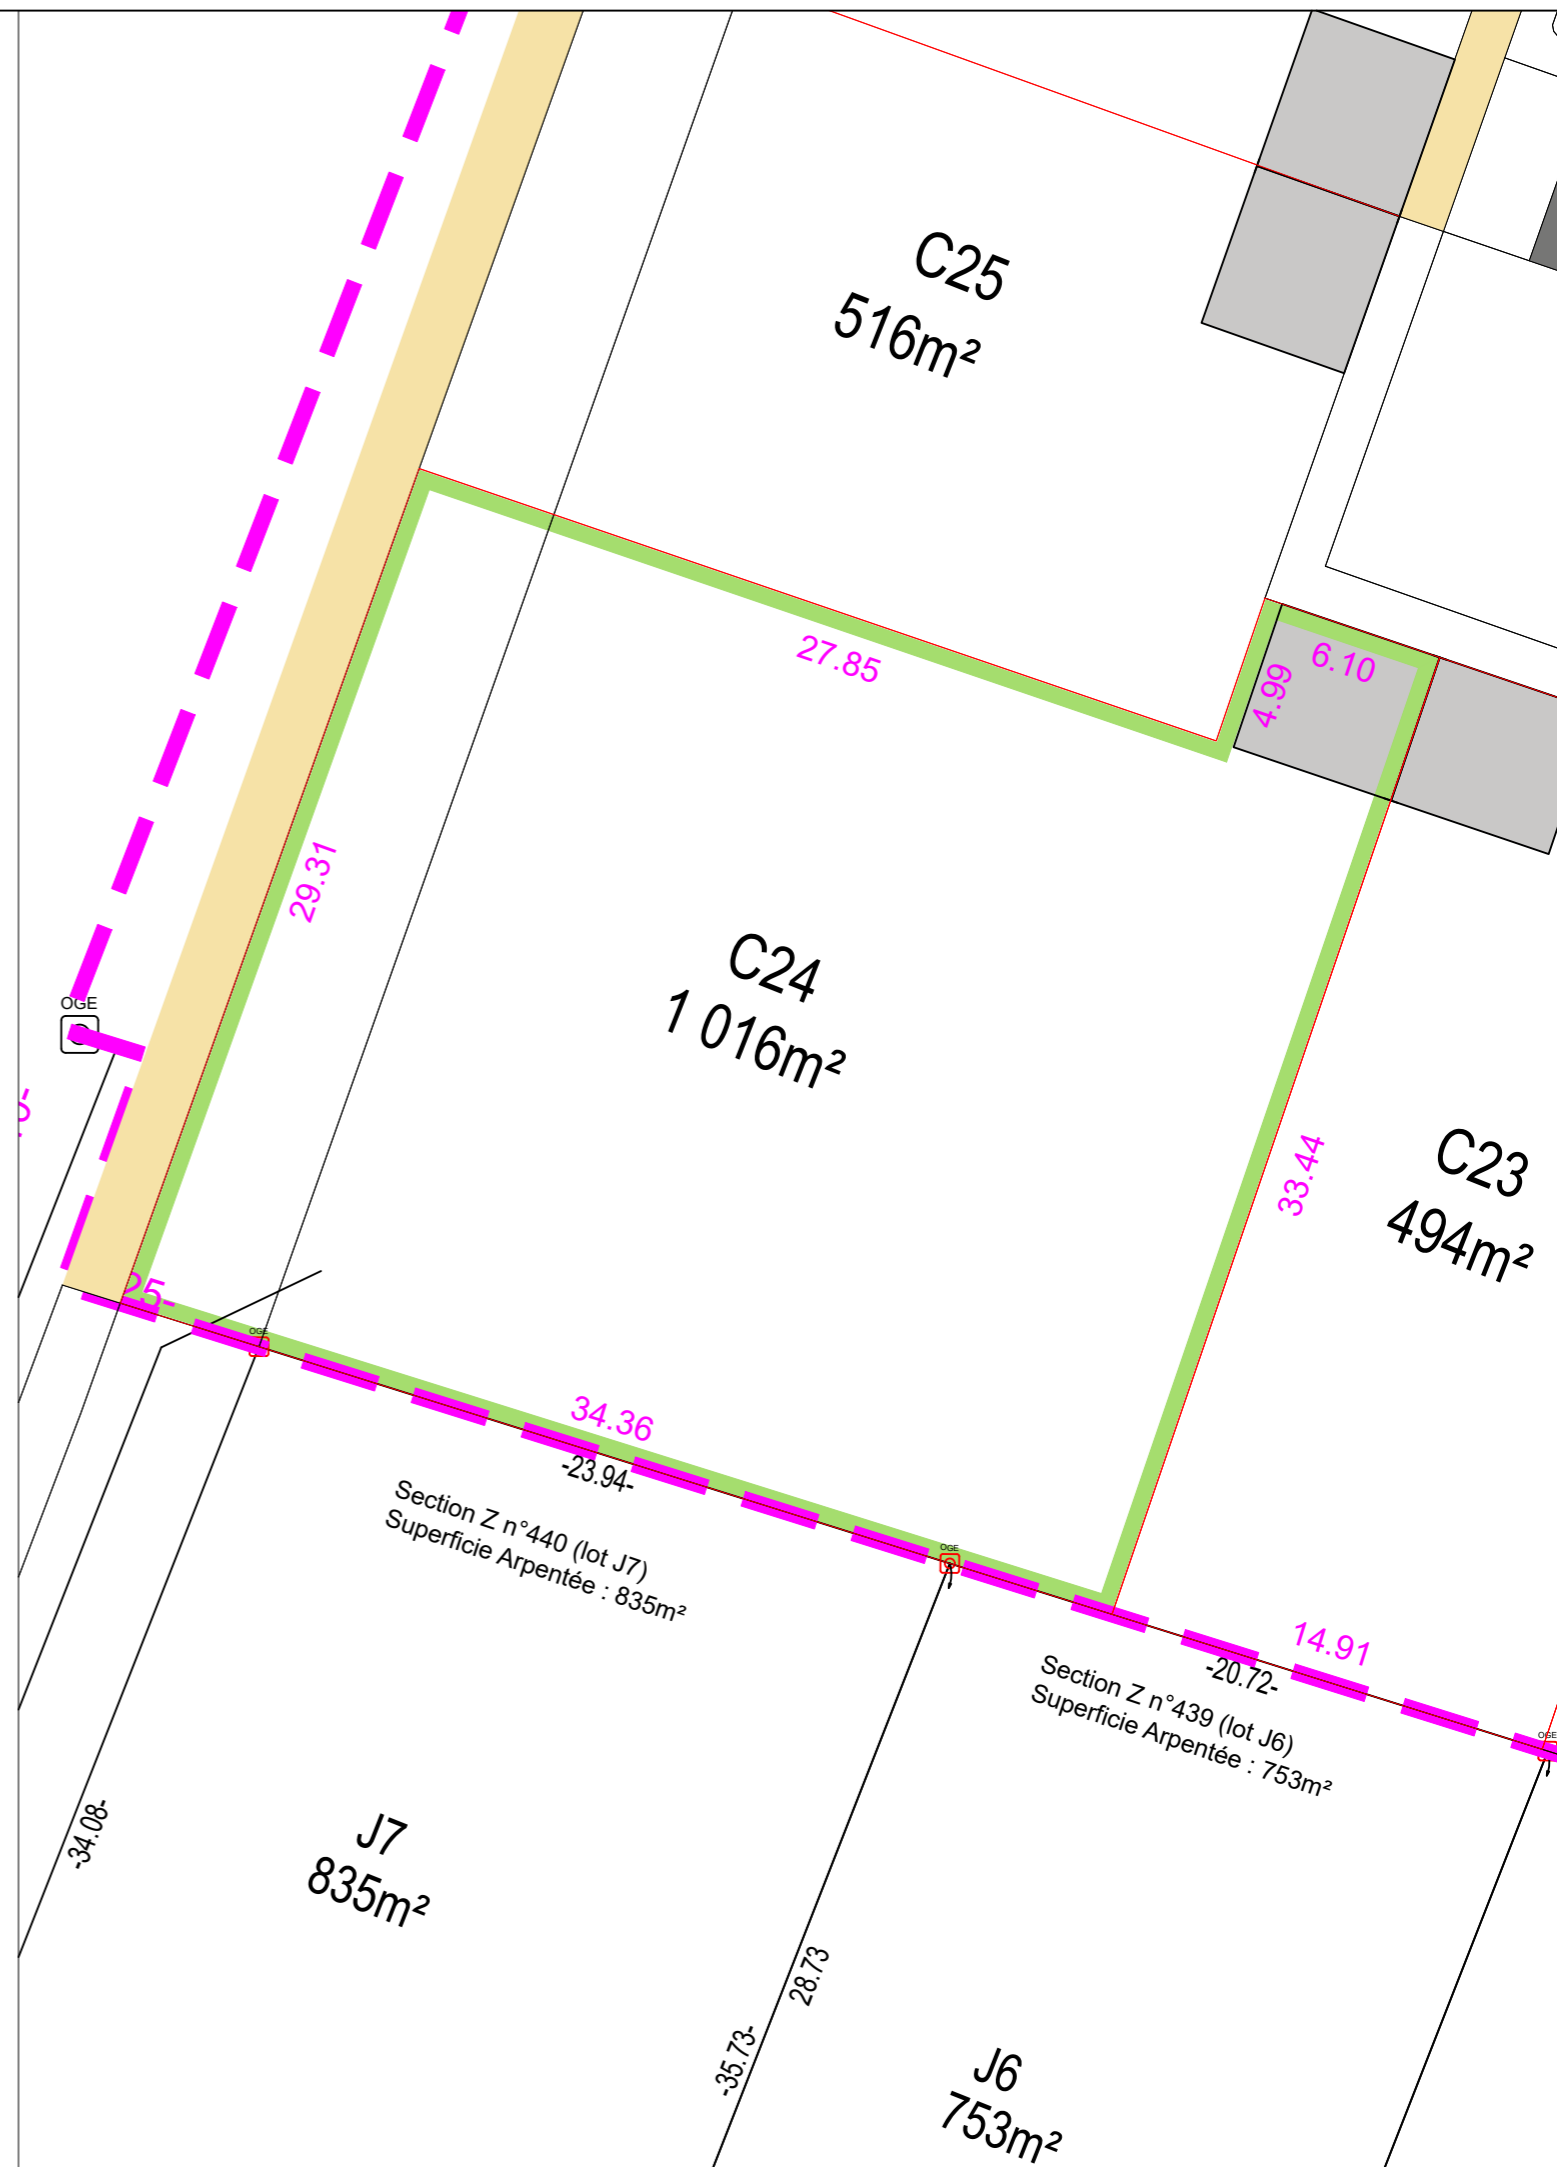 C25
516m²
27.85
6.10
4.99
29.31
C24
1 016m²
OGE
C23
494m²
33.44
25-
OGE
34.36
-23.94-
Section Z n°440 (lot J7)
Superficie Arpentée : 835m²
OGE
14.91
-20.72-
Section Z n°439 (lot J6)
Superficie Arpentée : 753m²
OGE
-34.08-
J7
835m²
28.73
-35.73-
J6
753m²